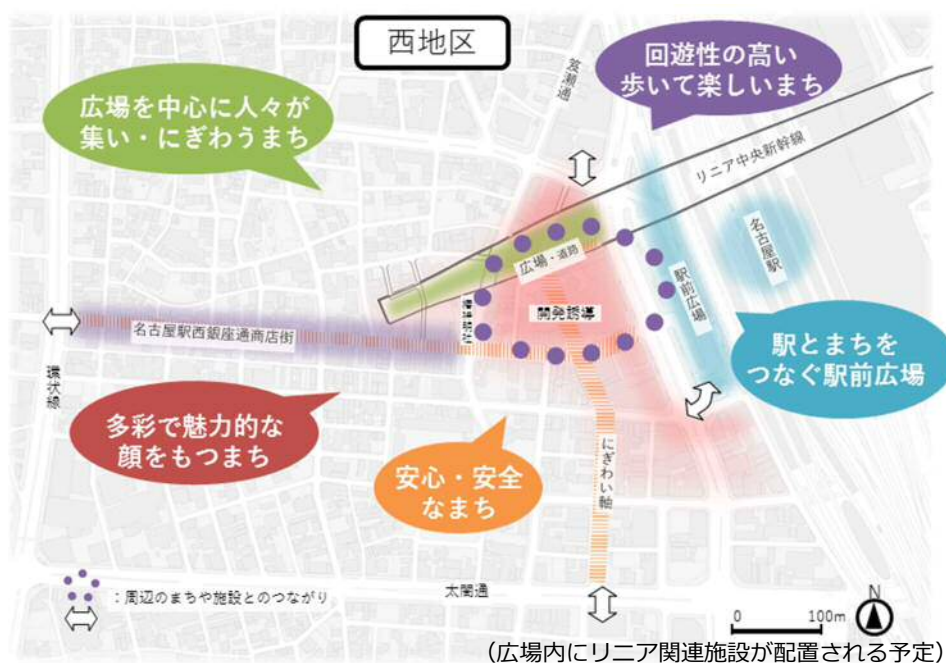 西地区
回遊性の高い
歩いて楽しいまち
広場を中心に人々が
集い・にぎわうまち
笈瀬通
リニア中央新幹線
名古屋駅
広場・道路
駅前広場
開発誘導
名古屋駅西銀座通商店街
環状線
駅とまちを
つなぐ駅前広場
多彩で魅力的な
顔をもつまち
安心・安全
なまち
にぎわい軸
:周辺のまちや施設とのつながり
太閤通
0 100m
N
(広場内にリニア関連施設が配置される予定)